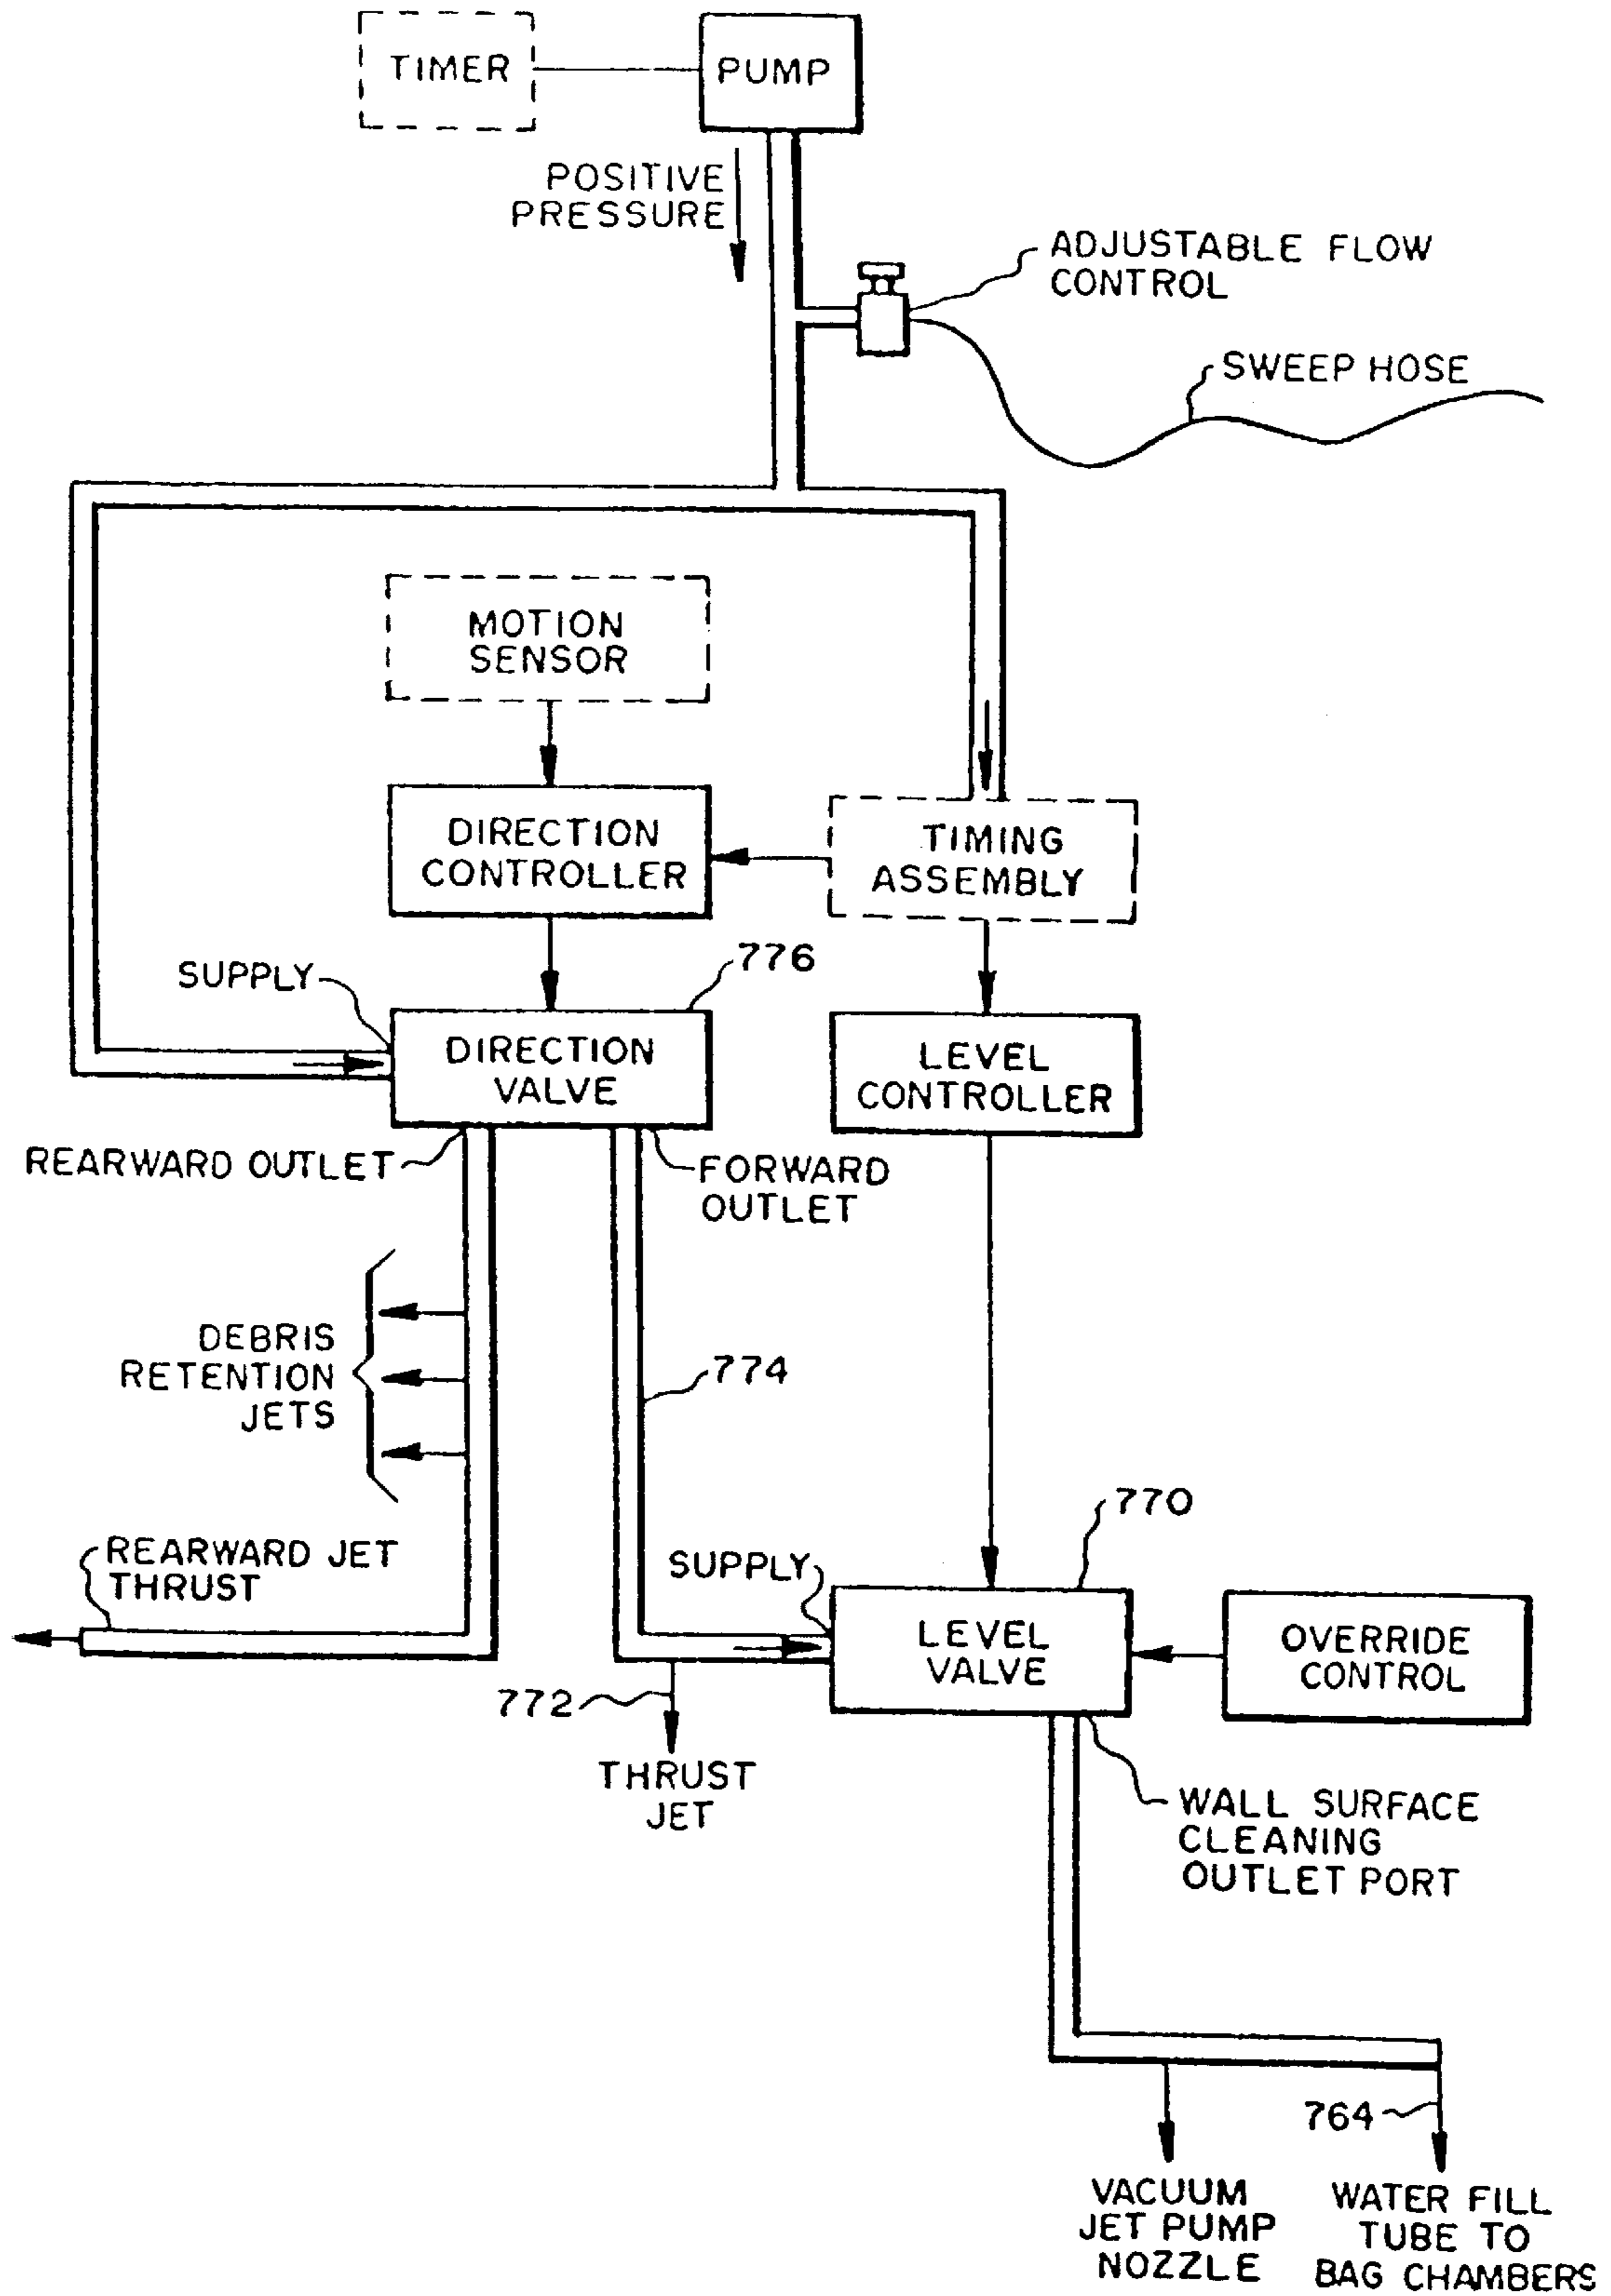 TIMER
PUMP
POSITIVE
PRESSURE
ADJUSTABLE FLOW
CONTROL
SWEEP HOSE
MOTION
SENSOR
DIRECTION
CONTROLLER
TIMING
ASSEMBLY
776
SUPPLY
DIRECTION
VALVE
LEVEL
CONTROLLER
REARWARD OUTLET
FORWARD
OUTLET
DEBRIS
RETENTION
JETS
774
770
REARWARD JET
THRUST
SUPPLY
LEVEL
VALVE
OVERRIDE
CONTROL
772
THRUST
JET
WALL SURFACE
CLEANING
OUTLET PORT
764
VACUUM
JET PUMP
NOZZLE
WATER FILL
TUBE TO
BAG CHAMBERS